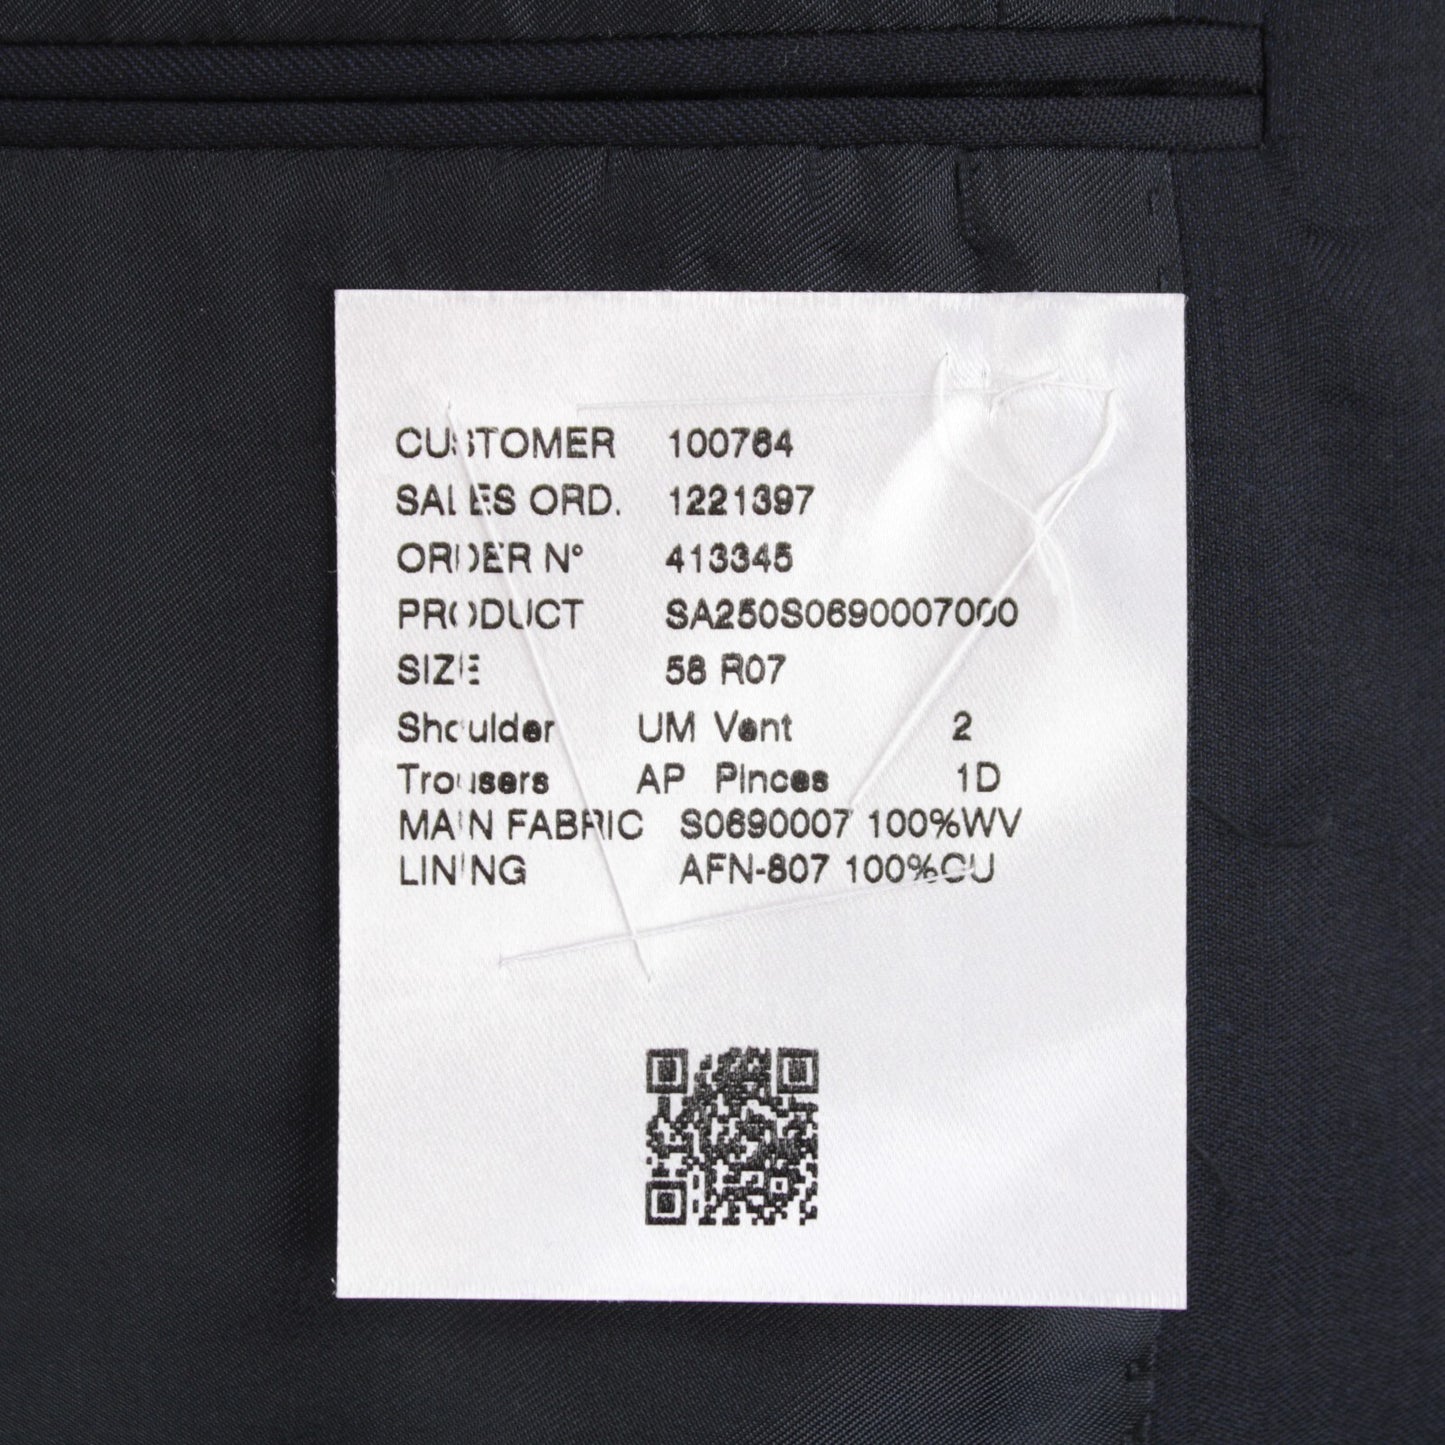 CUSTOMER 100764
SALES ORD. 1221397
ORDER N° 413345
PRODUCT SA250S0690007000
SIZE 58 R07
Shoulder UM Vent 2
Trousers AP Pinces 1D
MAIN FABRIC S0690007 100%WV
LINING AFN-807 100%CU